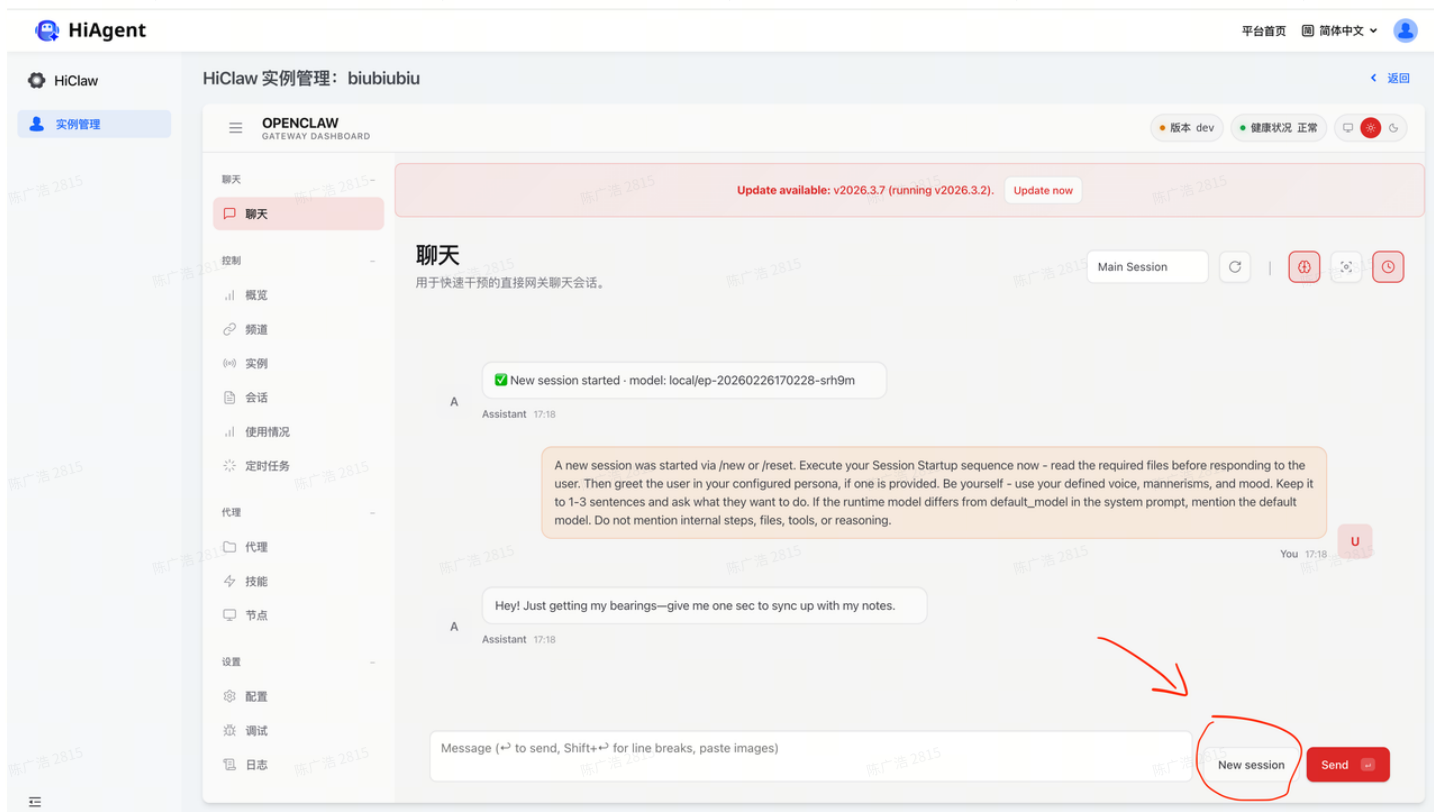 HiAgent
平台首页 简体中文
HiClaw
实例管理
HiClaw 实例管理：biubiubiu
返回
OPENCLAW
GATEWAY DASHBOARD
版本 dev
健康状况 正常
聊天
聊天
控制
概览
频道
实例
会话
使用情况
定时任务
代理
代理
技能
节点
设置
配置
调试
日志
Update available: v2026.3.7 (running v2026.3.2). Update now
聊天
用于快速干预的直接网关聊天会话。
Main Session
✅ New session started · model: local/ep-20260226170228-srh9m
A
Assistant 17:18
A new session was started via /new or /reset. Execute your Session Startup sequence now - read the required files before responding to the
user. Then greet the user in your configured persona, if one is provided. Be yourself - use your defined voice, mannerisms, and mood. Keep it
to 1-3 sentences and ask what they want to do. If the runtime model differs from default_model in the system prompt, mention the default
model. Do not mention internal steps, files, tools, or reasoning.
U
You 17:18
Hey! Just getting my bearings—give me one sec to sync up with my notes.
A
Assistant 17:18
Message (↵ to send, Shift+↵ for line breaks, paste images)
New session
Send
陈广浩 2815